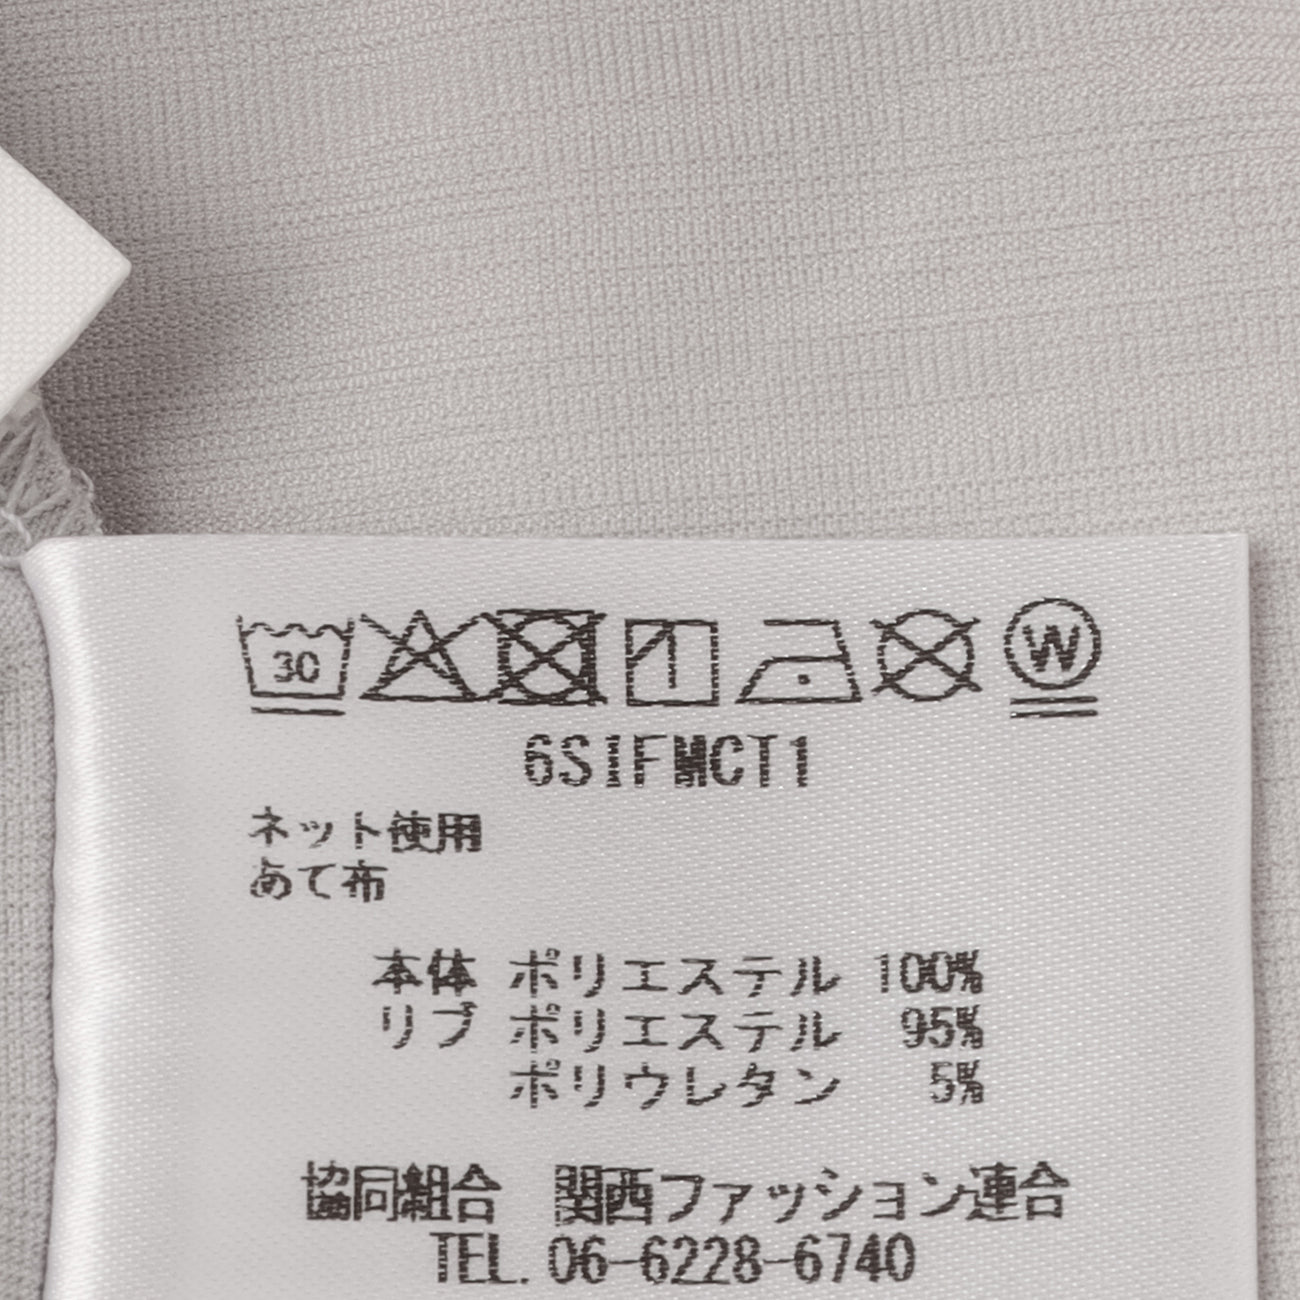 30 W
6SIFMCT1
ネット使用
あて布
本体 ポリエステル 100%
リブ ポリエステル 95%
ポリウレタン 5%
協同組合 関西ファッション連合
TEL. 06-6228-6740